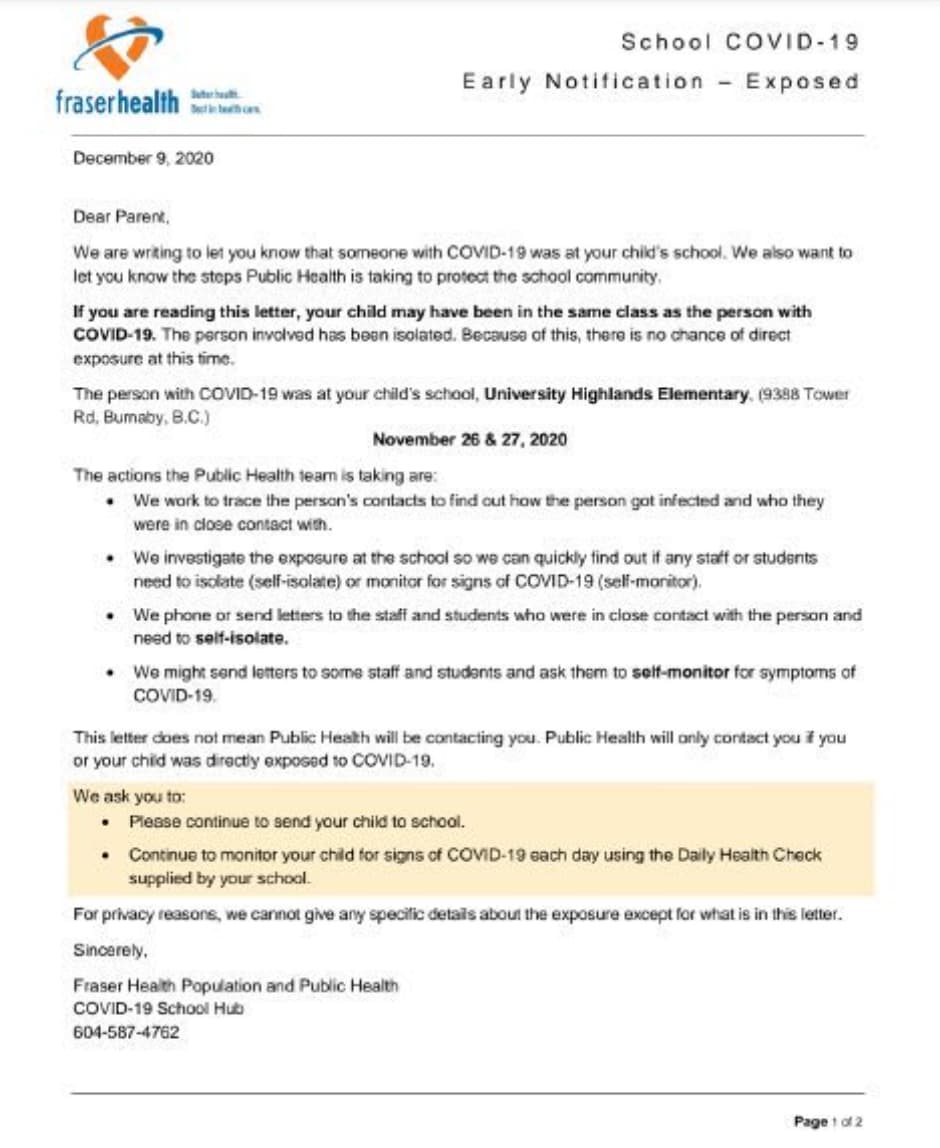 School COVID-19
Early Notification – Exposed
fraserhealth
Better health.
Best in health care.
December 9, 2020
Dear Parent,
We are writing to let you know that someone with COVID-19 was at your child's school. We also want to
let you know the steps Public Health is taking to protect the school community.
If you are reading this letter, your child may have been in the same class as the person with
COVID-19. The person involved has been isolated. Because of this, there is no chance of direct
exposure at this time.
The person with COVID-19 was at your child's school, University Highlands Elementary, (9388 Tower
Rd, Burnaby, B.C.)
November 26 & 27, 2020
The actions the Public Health team is taking are:
• We work to trace the person's contacts to find out how the person got infected and who they
were in close contact with.
• We investigate the exposure at the school so we can quickly find out if any staff or students
need to isolate (self-isolate) or monitor for signs of COVID-19 (self-monitor).
• We phone or send letters to the staff and students who were in close contact with the person and
need to self-isolate.
• We might send letters to some staff and students and ask them to self-monitor for symptoms of
COVID-19.
This letter does not mean Public Health will be contacting you. Public Health will only contact you if you
or your child was directly exposed to COVID-19.
We ask you to:
• Please continue to send your child to school.
• Continue to monitor your child for signs of COVID-19 each day using the Daily Health Check
supplied by your school.
For privacy reasons, we cannot give any specific details about the exposure except for what is in this letter.
Sincerely,
Fraser Health Population and Public Health
COVID-19 School Hub
604-587-4762
Page 1 of 2